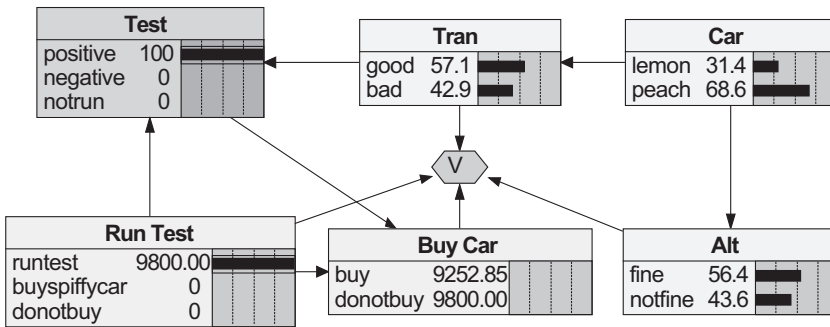 Test
positive 100
negative 0
notrun 0
Tran
good 57.1
bad 42.9
Car
lemon 31.4
peach 68.6
V
Run Test
runtest 9800.00
buyspiffycar 0
donotbuy 0
Buy Car
buy 9252.85
donotbuy 9800.00
Alt
fine 56.4
notfine 43.6